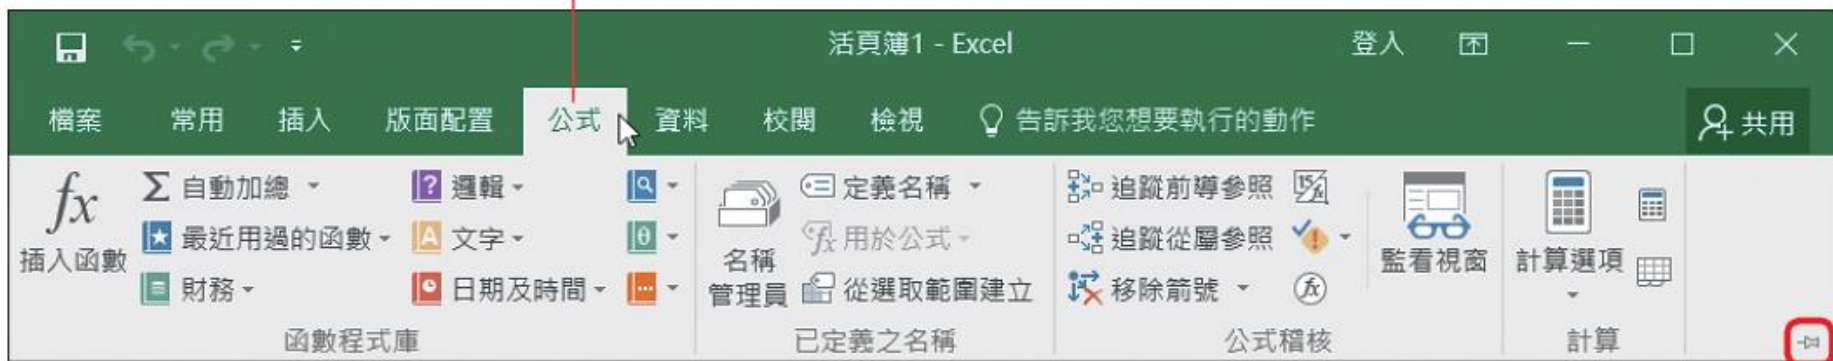 活頁簿1 - Excel
登入
檔案 常用 插入 版面配置 公式 資料 校閱 檢視 告訴我您想要執行的動作 共用
fx 插入函數
Σ 自動加總
最近用過的函數
財務
? 邏輯
A 文字
日期及時間
θ
函數程式庫
名稱
管理員
定義名稱
fx 用於公式
從選取範圍建立
已定義之名稱
追蹤前導參照
追蹤從屬參照
移除箭號
15
fx
fx
監看視窗
公式稽核
計算選項
計算